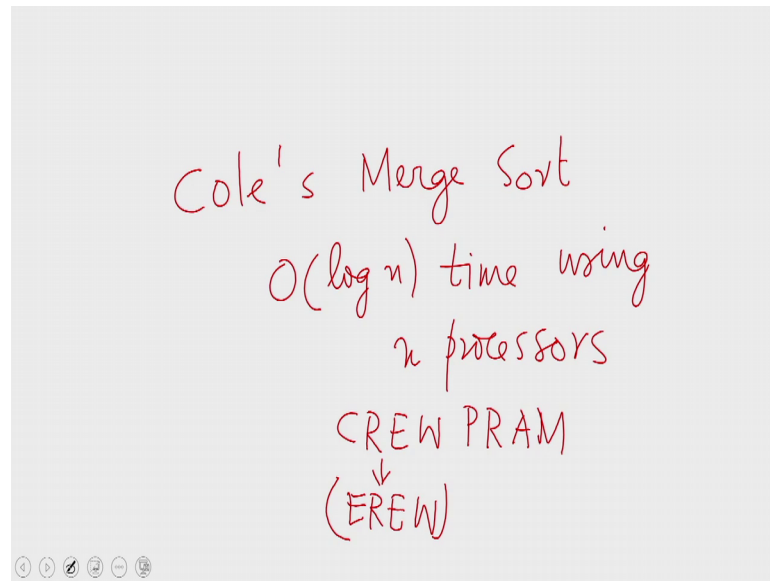 Cole's Merge Sort
O(log n) time using
n processors
CREW PRAM
↓
(EREW)